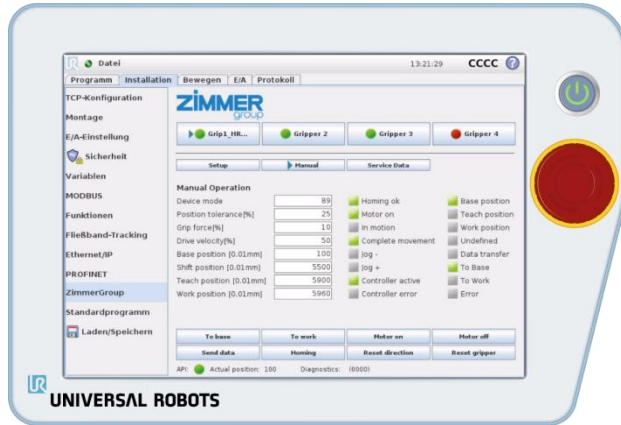 Datei
13:21:29
CCCC
?
Programm Installation Bewegen E/A Protokoll
TCP-Konfiguration
Montage
E/A-Einstellung
Sicherheit
Variablen
MODBUS
Funktionen
Fließband-Tracking
Ethernet/IP
PROFINET
ZimmerGroup
Standardprogramm
Laden/Speichern
ZIMMER
group
Grip1_HR... Gripper 2 Gripper 3 Gripper 4
Setup Manual Service Data
Manual Operation
Device mode 89 Homing ok Base position
Position tolerance[%] 25 Motor on Teach position
Grip force[%] 10 In motion Work position
Drive velocity[%] 50 Complete movement Undefined
Base position [0.01mm] 100 Jog - Data transfer
Shift position [0.01mm] 5500 Jog + To Base
Teach position [0.01mm] 5900 Controller active To Work
Work position [0.01mm] 5960 Controller error Error
To base To work Motor on Motor off
Send data Homing Reset direction Reset gripper
API: Actual position: 100 Diagnostics: (0000)
UR
UNIVERSAL ROBOTS